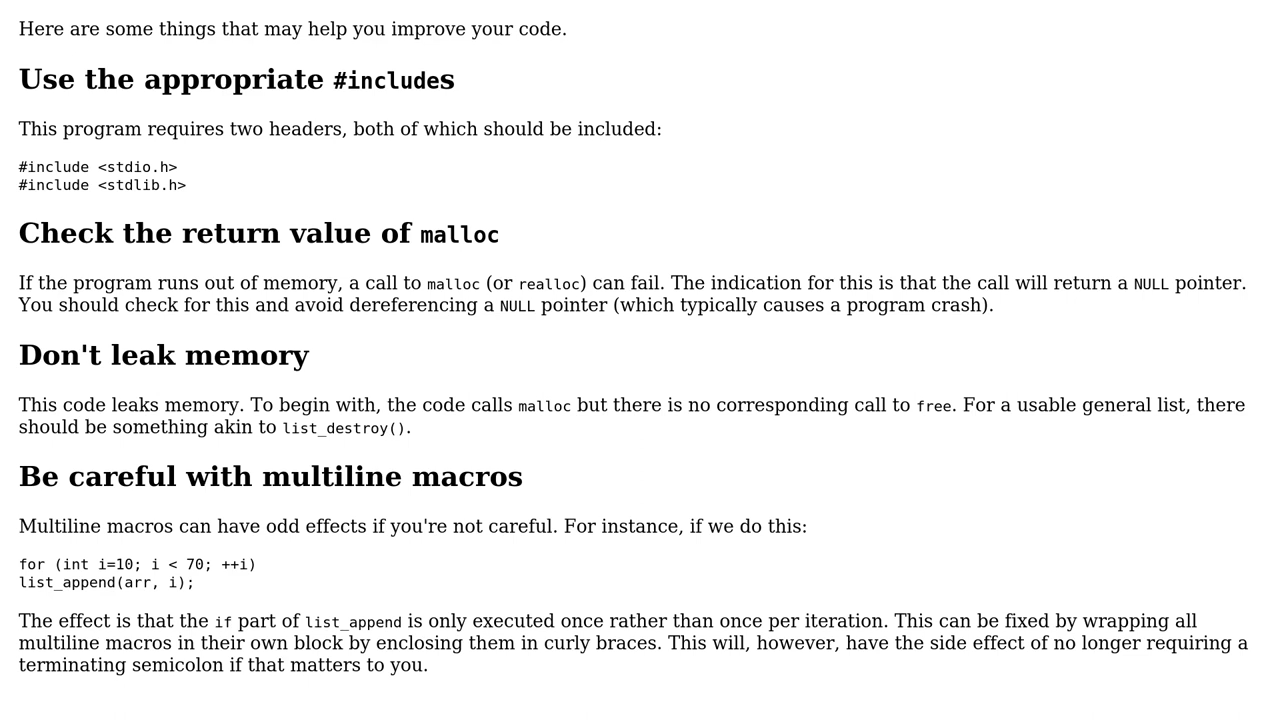 Here are some things that may help you improve your code.
Use the appropriate #includes
This program requires two headers, both of which should be included:
#include <stdio.h>
#include <stdlib.h>
Check the return value of malloc
If the program runs out of memory, a call to malloc (or realloc) can fail. The indication for this is that the call will return a NULL pointer.
You should check for this and avoid dereferencing a NULL pointer (which typically causes a program crash).
Don't leak memory
This code leaks memory. To begin with, the code calls malloc but there is no corresponding call to free. For a usable general list, there
should be something akin to list_destroy().
Be careful with multiline macros
Multiline macros can have odd effects if you're not careful. For instance, if we do this:
for (int i=10; i < 70; ++i)
list_append(arr, i);
The effect is that the if part of list_append is only executed once rather than once per iteration. This can be fixed by wrapping all
multiline macros in their own block by enclosing them in curly braces. This will, however, have the side effect of no longer requiring a
terminating semicolon if that matters to you.